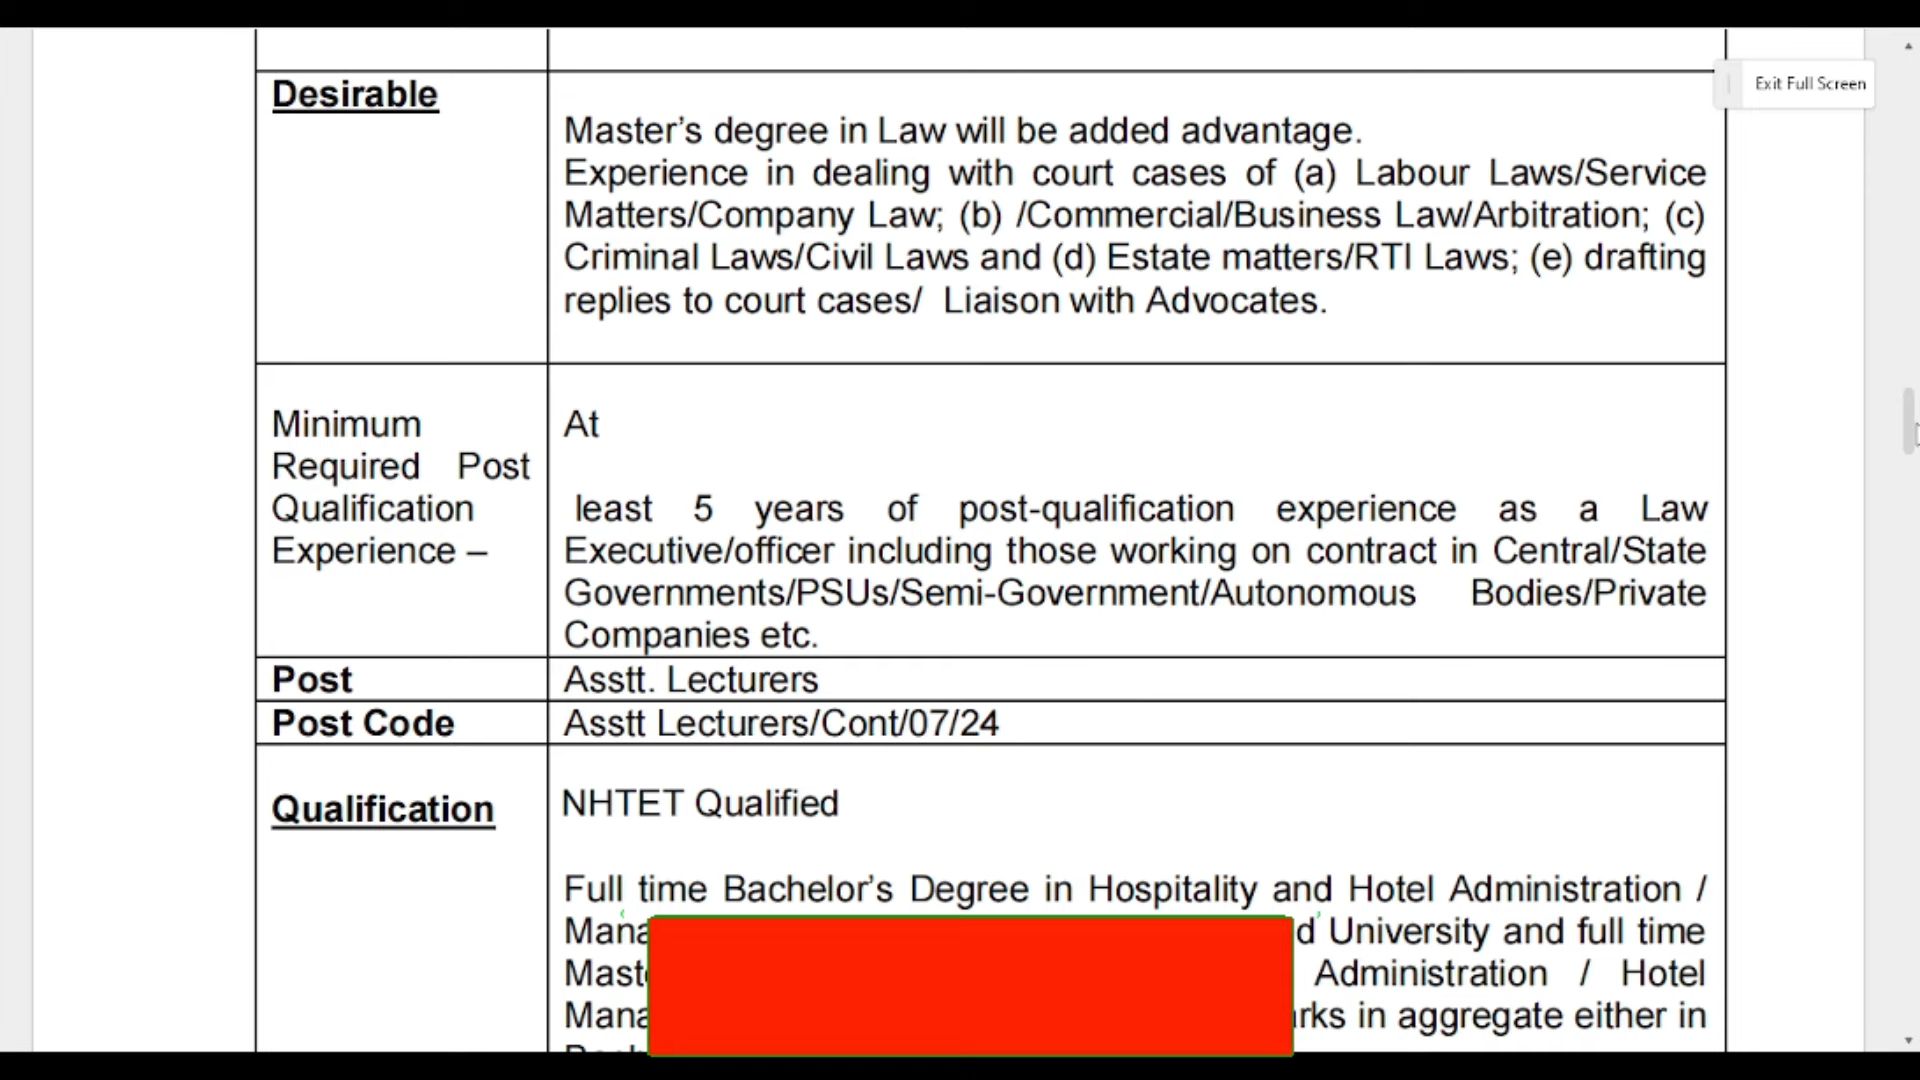 Exit Full Screen
Desirable
Master's degree in Law will be added advantage.
Experience in dealing with court cases of (a) Labour Laws/Service
Matters/Company Law; (b) /Commercial/Business Law/Arbitration; (c)
Criminal Laws/Civil Laws and (d) Estate matters/RTI Laws; (e) drafting
replies to court cases/ Liaison with Advocates.
Minimum
Required Post
Qualification
Experience –
At
least 5 years of post-qualification experience as a Law
Executive/officer including those working on contract in Central/State
Governments/PSUs/Semi-Government/Autonomous Bodies/Private
Companies etc.
Post
Asstt. Lecturers
Post Code
Asstt Lecturers/Cont/07/24
Qualification
NHTET Qualified
Full time Bachelor's Degree in Hospitality and Hotel Administration /
University and full time
Administration / Hotel
in aggregate either in